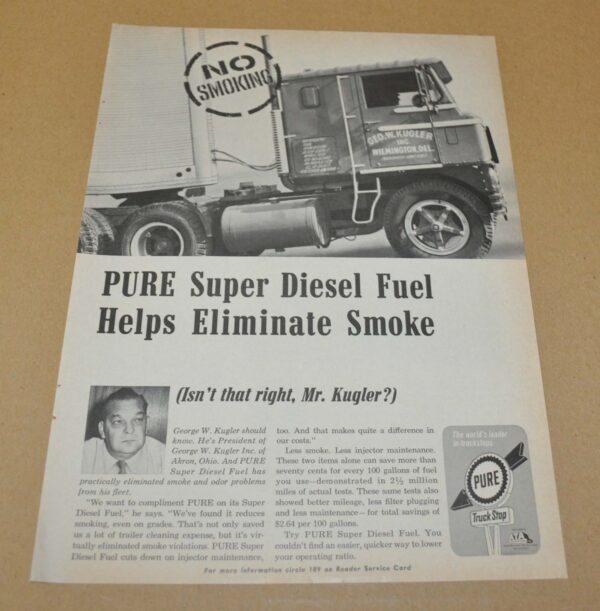 NO
SMOKING
GEO. W. KUGLER
INC.
WILMINGTON, DEL.
PURE Super Diesel Fuel
Helps Eliminate Smoke
(Isn't that right, Mr. Kugler?)
George W. Kugler should
know. He's President of
George W. Kugler Inc. of
Akron, Ohio. And PURE
Super Diesel Fuel has
practically eliminated smoke and odor problems
from his fleet.
"We want to compliment PURE on its Super
Diesel Fuel," he says. "We've found it reduces
smoking, even on grades. That's not only saved
us a lot of trailer cleaning expense, but it's vir-
tually eliminated smoke violations. PURE Super
Diesel Fuel cuts down on injector maintenance,
too. And that makes quite a difference in
our costs."
Less smoke. Less injector maintenance.
These two items alone can save more than
seventy cents for every 100 gallons of fuel
you use—demonstrated in 2½ million
miles of actual tests. These same tests also
showed better mileage, less filter plugging
and less maintenance—for total savings of
$2.64 per 100 gallons.
Try PURE Super Diesel Fuel. You
couldn't find an easier, quicker way to lower
your operating ratio.
The world's leader
in truck stops
PURE
Truck Stop
ATA
For more information circle 189 on Reader Service Card